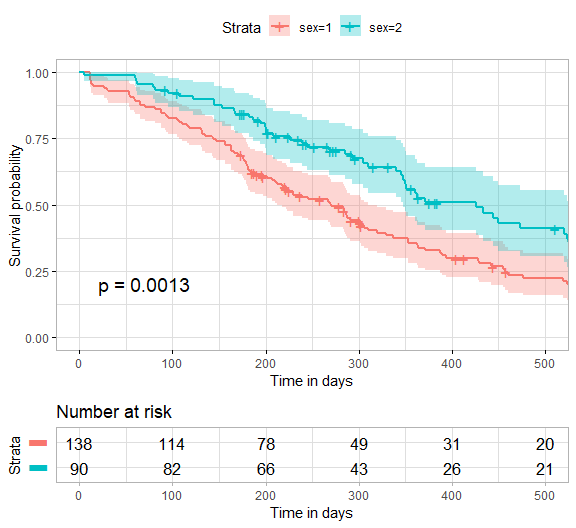 Strata sex=1 sex=2
1.00
0.75
0.50
0.25
0.00
Survival probability
p = 0.0013
0 100 200 300 400 500
Time in days
Number at risk
Strata
138 114 78 49 31 20
90 82 66 43 26 21
0 100 200 300 400 500
Time in days